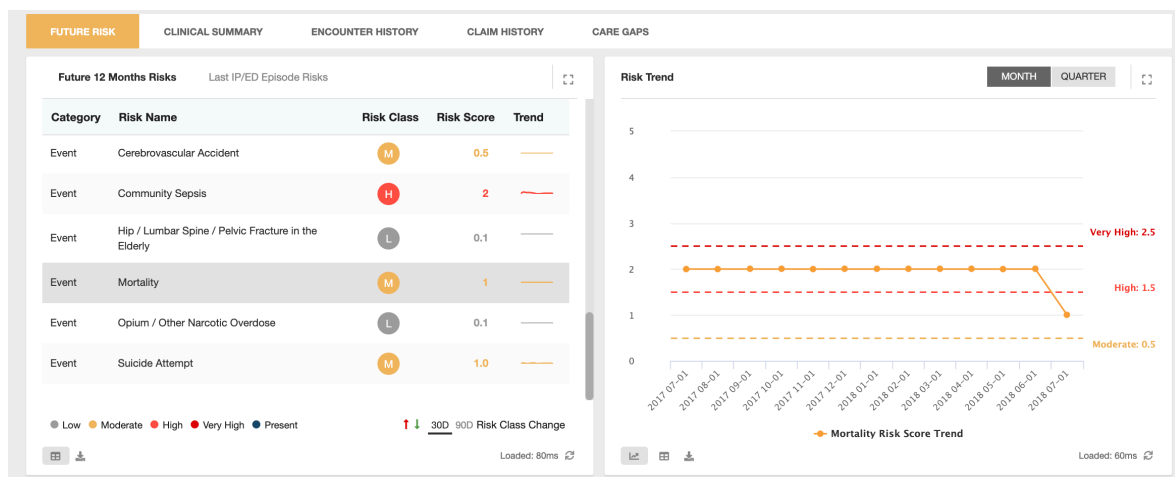 FUTURE RISK CLINICAL SUMMARY ENCOUNTER HISTORY CLAIM HISTORY CARE GAPS
Future 12 Months Risks Last IP/ED Episode Risks
Category Risk Name Risk Class Risk Score Trend
Event Cerebrovascular Accident M 0.5
Event Community Sepsis H 2
Event Hip / Lumbar Spine / Pelvic Fracture in the
Elderly L 0.1
Event Mortality M 1
Event Opium / Other Narcotic Overdose L 0.1
Event Suicide Attempt M 1.0
Low Moderate High Very High Present 30D 90D Risk Class Change
Loaded: 80ms
Risk Trend MONTH QUARTER
5
4
3
Very High: 2.5
2
High: 1.5
1
Moderate: 0.5
0
2017 07-01 2017 08-01 2017 09-01 2017 10-01 2017 11-01 2017 12-01 2018 01-01 2018 02-01 2018 03-01 2018 04-01 2018 05-01 2018 06-01 2018 07-01
Mortality Risk Score Trend
Loaded: 60ms